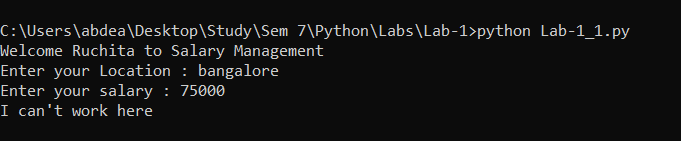 C:\Users\abdea\Desktop\Study\Sem 7\Python\Labs\Lab-1>python Lab-1_1.py
Welcome Ruchita to Salary Management
Enter your Location : bangalore
Enter your salary : 75000
I can't work here